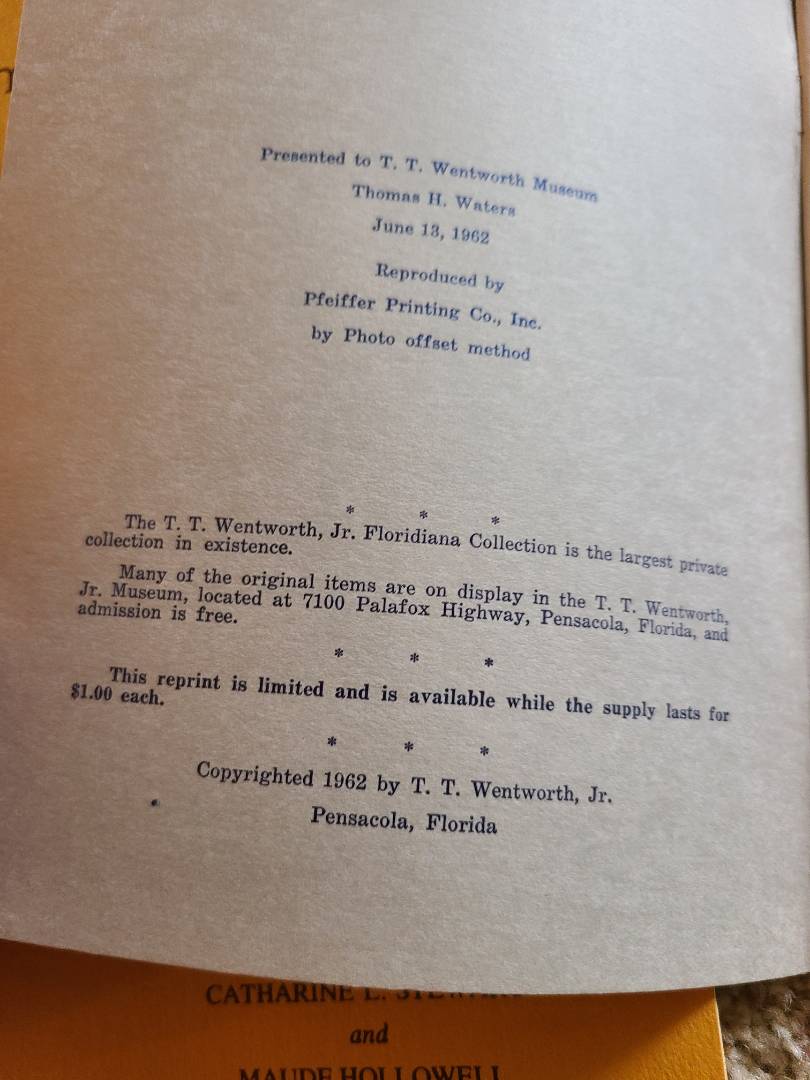 Presented to T. T. Wentworth Museum
Thomas H. Waters
June 13, 1962
Reproduced by
Pfeiffer Printing Co., Inc.
by Photo offset method
* * *
The T. T. Wentworth, Jr. Floridiana Collection is the largest private
collection in existence.
Many of the original items are on display in the T. T. Wentworth,
Jr. Museum, located at 7100 Palafox Highway, Pensacola, Florida, and
admission is free.
* * *
This reprint is limited and is available while the supply lasts for
$1.00 each.
* * *
Copyrighted 1962 by T. T. Wentworth, Jr.
Pensacola, Florida
CATHARINE L.
and
MAUDE HOLLOWELL